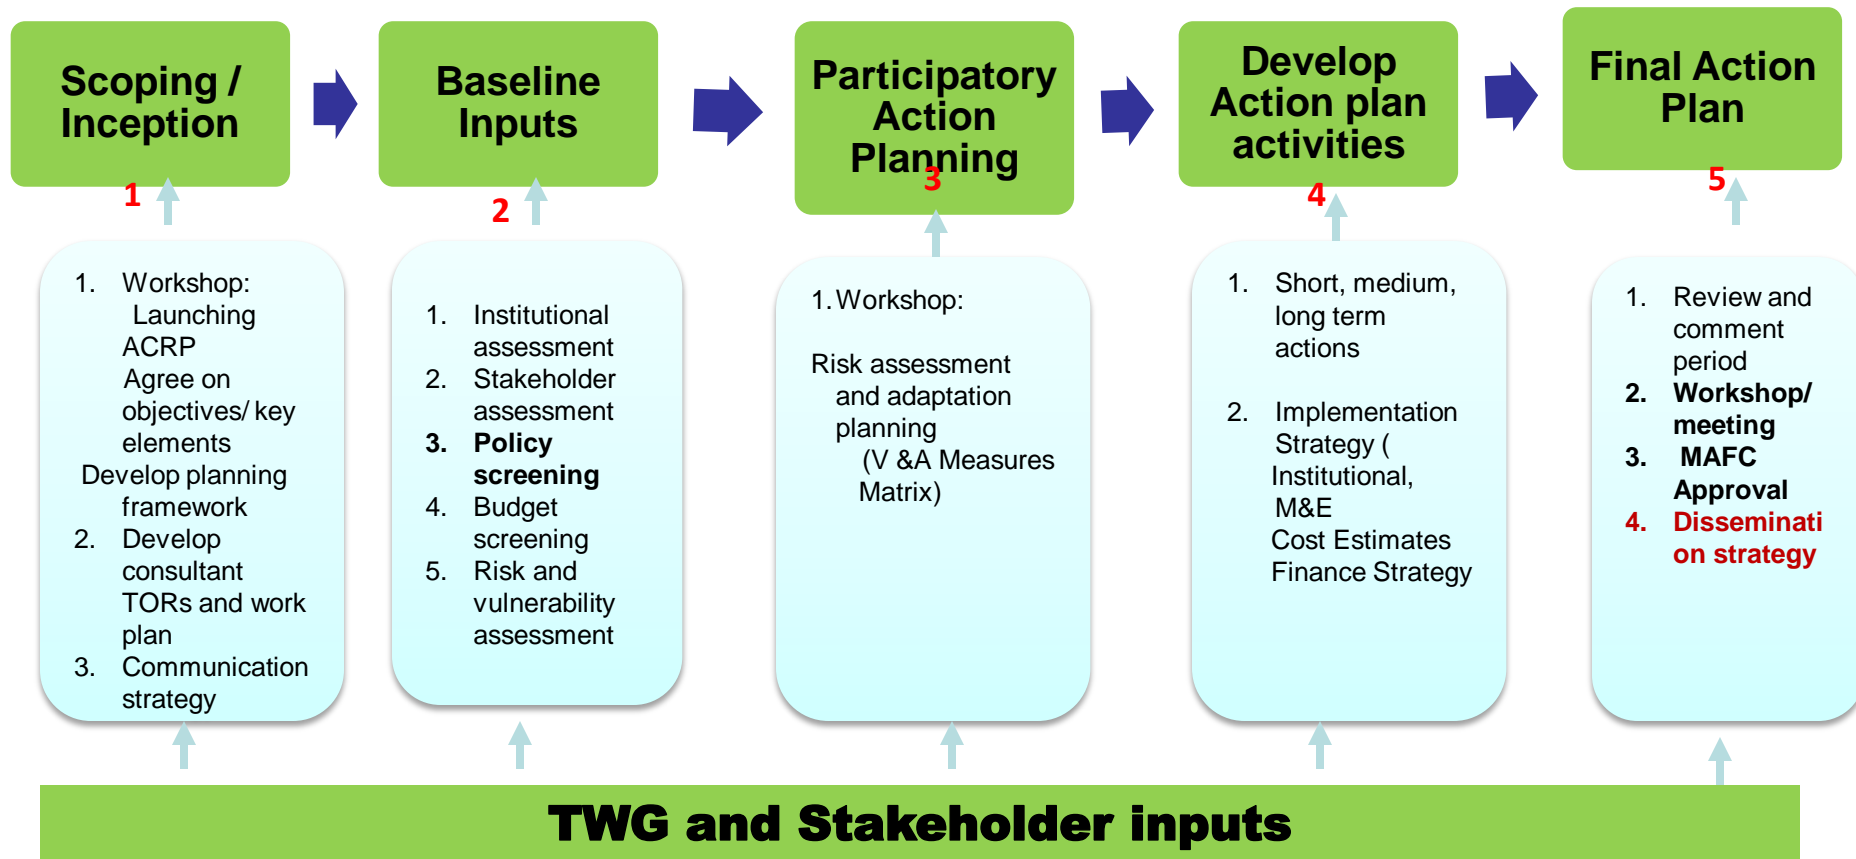 Scoping /
Inception
1
Baseline
Inputs
2
Participatory
Action
Planning
3
Develop
Action plan
activities
4
Final Action
Plan
5
1. Workshop:
Launching
ACRP
Agree on
objectives/ key
elements
Develop planning
framework
2. Develop
consultant
TORs and work
plan
3. Communication
strategy
1. Institutional
assessment
2. Stakeholder
assessment
3. Policy
screening
4. Budget
screening
5. Risk and
vulnerability
assessment
1. Workshop:
Risk assessment
and adaptation
planning
(V &A Measures
Matrix)
1. Short, medium,
long term
actions
2. Implementation
Strategy (
Institutional,
M&E
Cost Estimates
Finance Strategy
1. Review and
comment
period
2. Workshop/
meeting
3. MAFC
Approval
4. Disseminati
on strategy
TWG and Stakeholder inputs